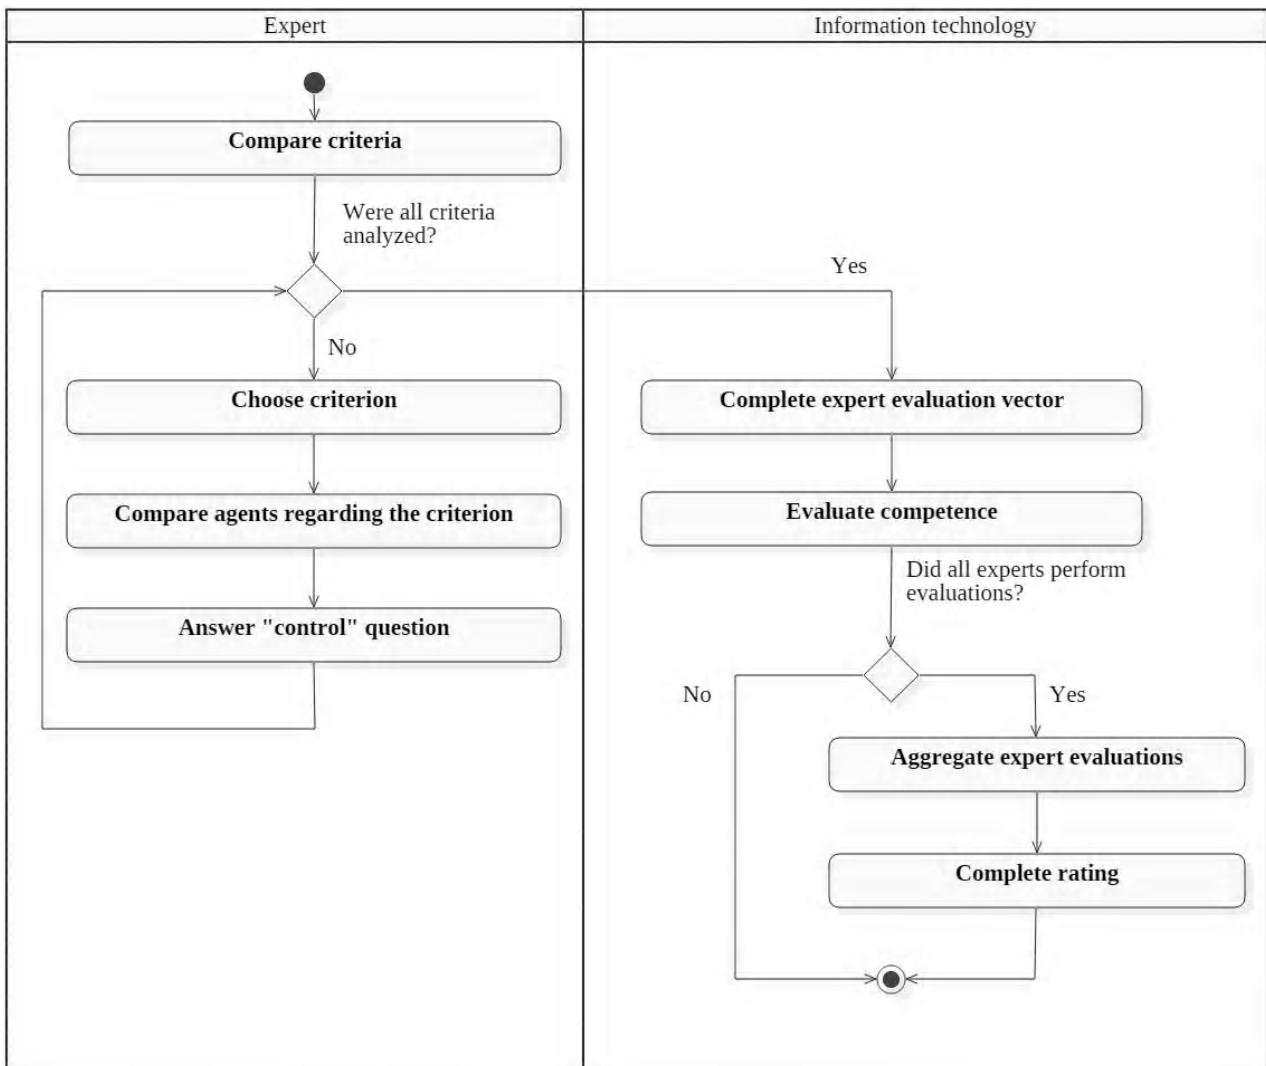 Expert
Information technology
Compare criteria
Were all criteria
analyzed?
Yes
No
Choose criterion
Complete expert evaluation vector
Compare agents regarding the criterion
Evaluate competence
Did all experts perform
evaluations?
Answer "control" question
No
Yes
Aggregate expert evaluations
Complete rating